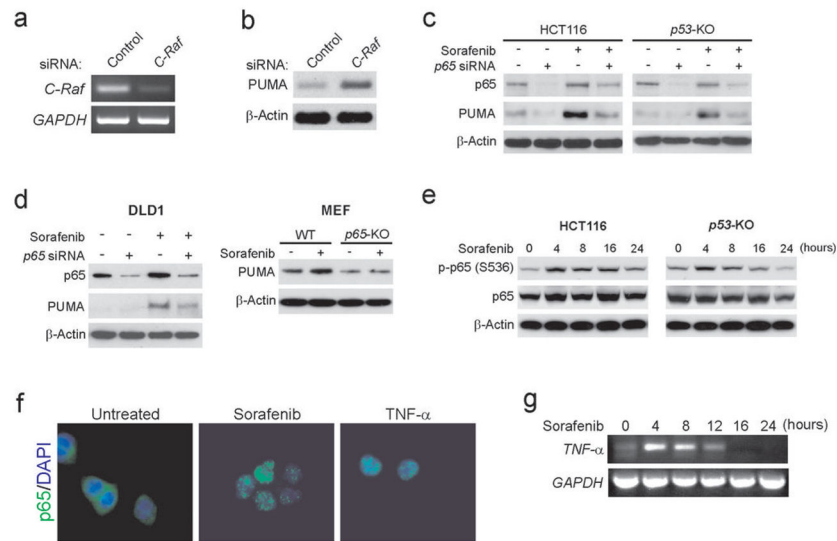 a
siRNA: Control C-Raf
C-Raf
GAPDH
b
siRNA: Control C-Raf
PUMA
β-Actin
c
HCT116 p53-KO
Sorafenib - - + + - - + +
p65 siRNA - + - + - + - +
p65
PUMA
β-Actin
d
DLD1
Sorafenib - - + +
p65 siRNA - + - +
p65
PUMA
β-Actin
MEF
WT p65-KO
Sorafenib - + - +
PUMA
β-Actin
e
HCT116 p53-KO
Sorafenib 0 4 8 16 24 0 4 8 16 24 (hours)
p-p65 (S536)
p65
β-Actin
f
Untreated Sorafenib TNF-α
p65/DAPI
g
Sorafenib 0 4 8 12 16 24 (hours)
TNF-α
GAPDH